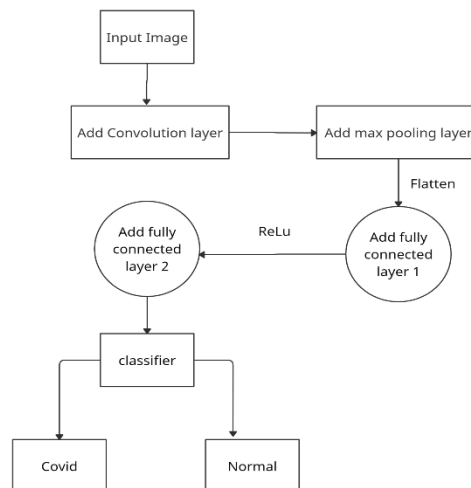 Input Image
Add Convolution layer
Add max pooling layer
Flatten
Add fully
connected
layer 1
ReLu
Add fully
connected
layer 2
classifier
Covid
Normal